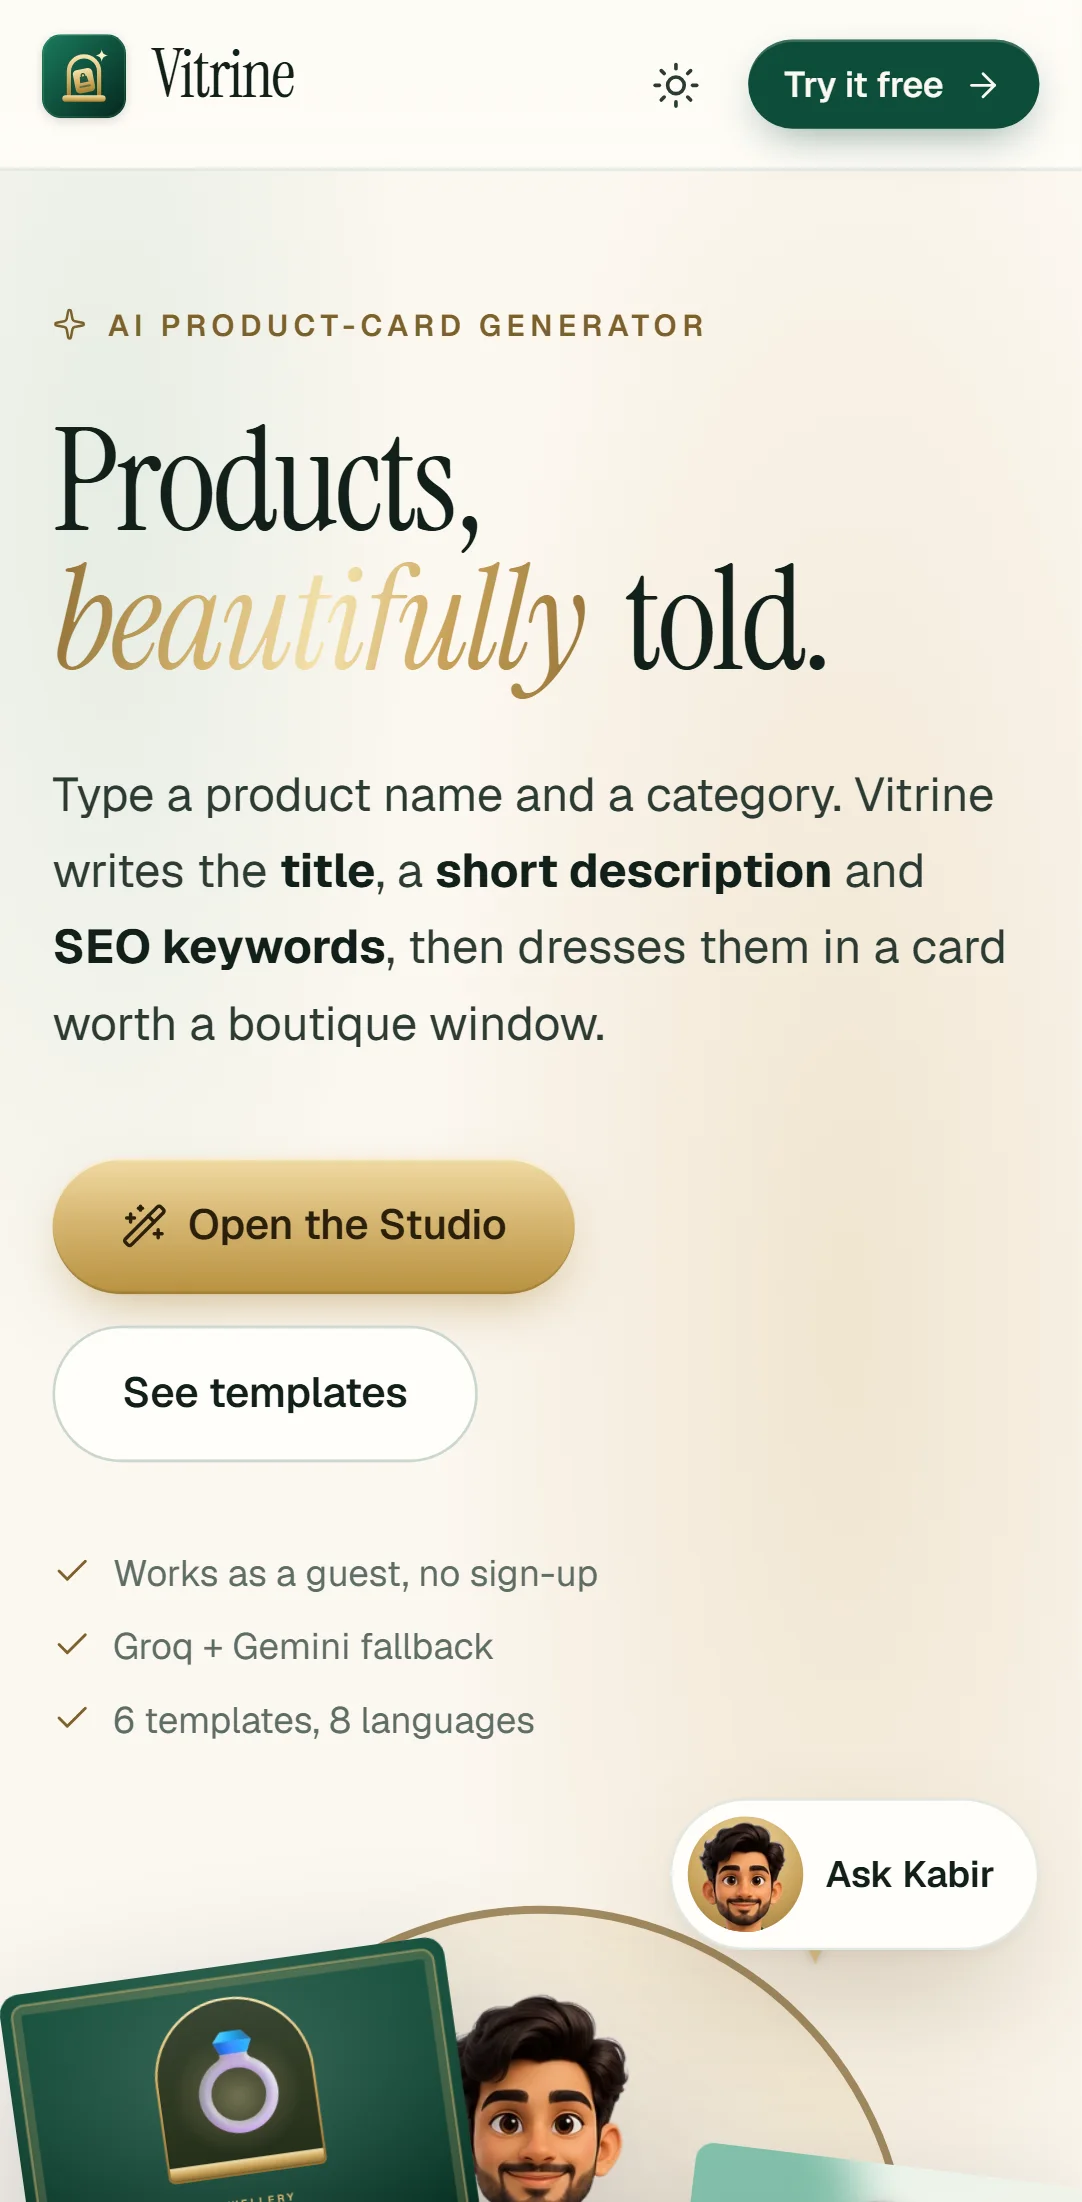 Vitrine
Try it free
AI PRODUCT-CARD GENERATOR
Products,
beautifully told.
Type a product name and a category. Vitrine
writes the title, a short description and
SEO keywords, then dresses them in a card
worth a boutique window.
Open the Studio
See templates
Works as a guest, no sign-up
Groq + Gemini fallback
6 templates, 8 languages
Ask Kabir